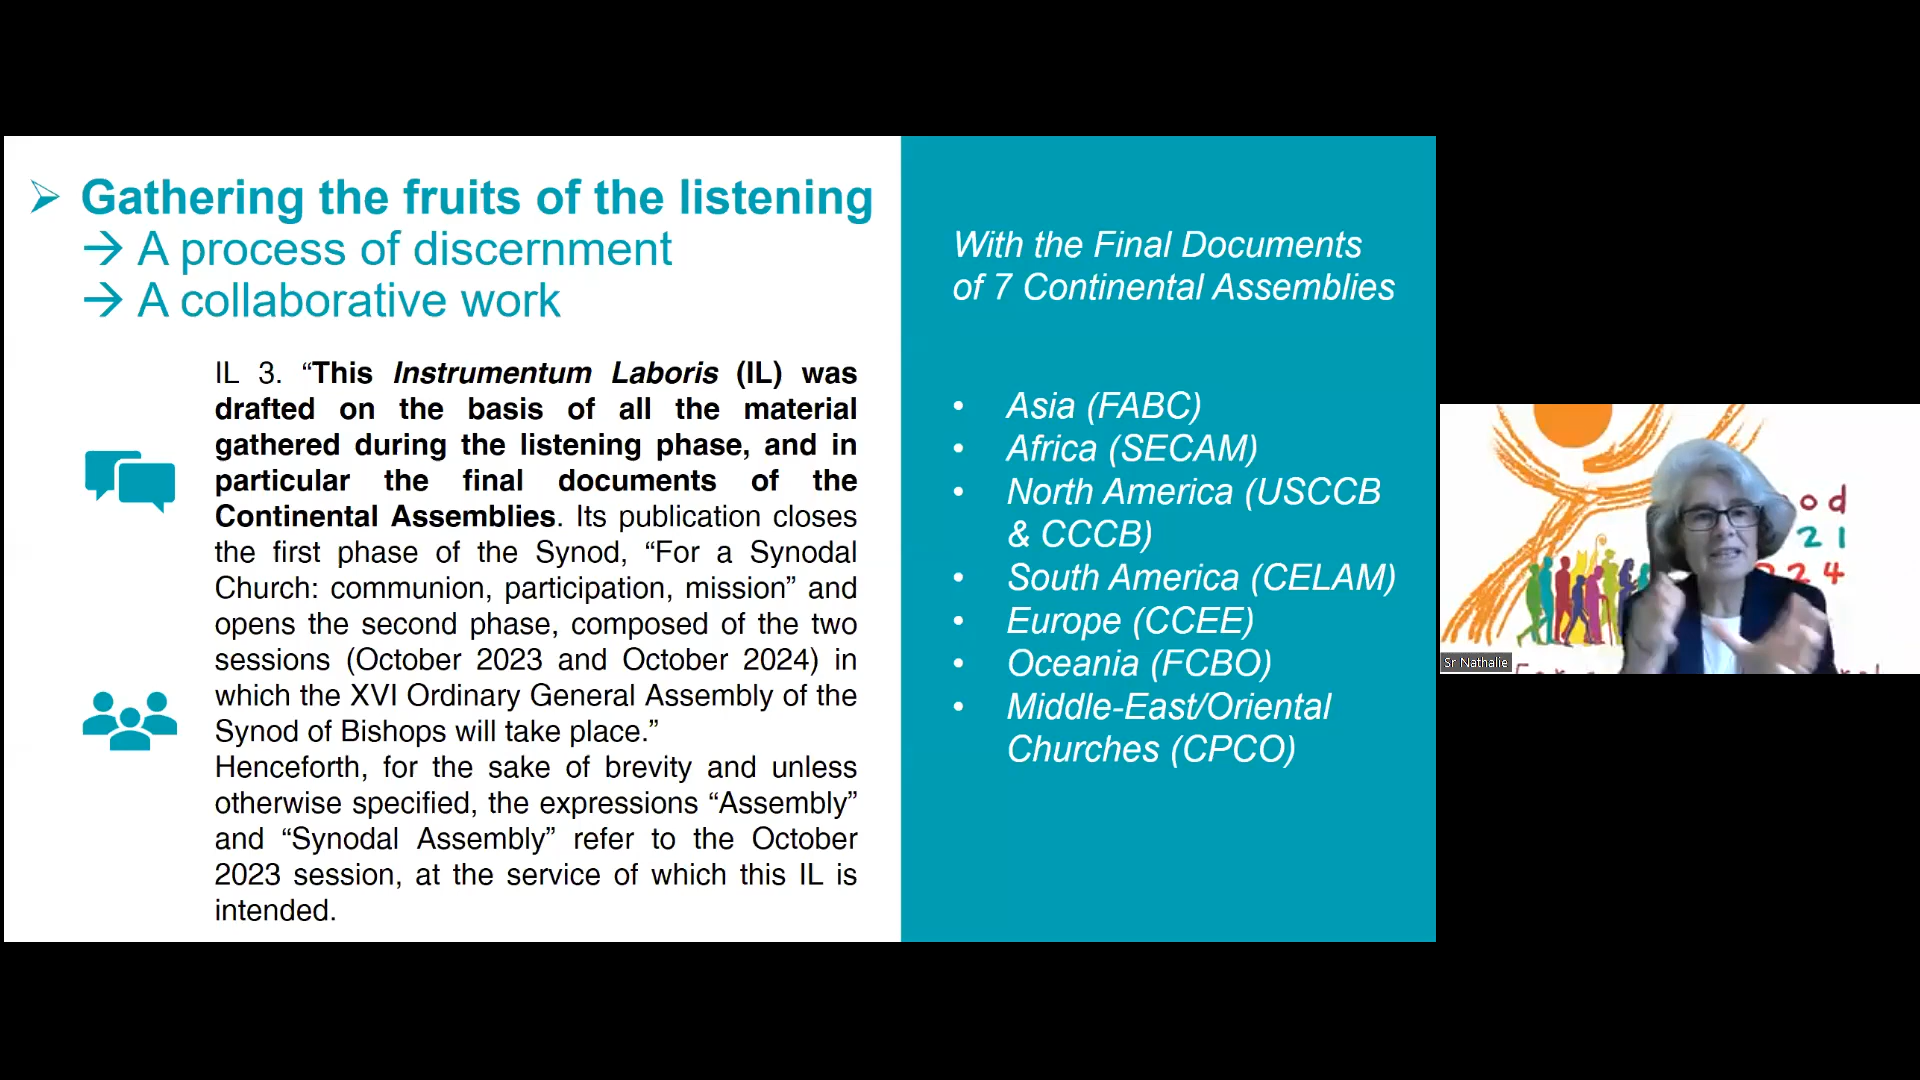 Gathering the fruits of the listening
→ A process of discernment
→ A collaborative work
IL 3. “This Instrumentum Laboris (IL) was
drafted on the basis of all the material
gathered during the listening phase, and in
particular the final documents of the
Continental Assemblies. Its publication closes
the first phase of the Synod, “For a Synodal
Church: communion, participation, mission” and
opens the second phase, composed of the two
sessions (October 2023 and October 2024) in
which the XVI Ordinary General Assembly of the
Synod of Bishops will take place.”
Henceforth, for the sake of brevity and unless
otherwise specified, the expressions “Assembly”
and “Synodal Assembly” refer to the October
2023 session, at the service of which this IL is
intended.
With the Final Documents
of 7 Continental Assemblies
• Asia (FABC)
• Africa (SECAM)
• North America (USCCB
& CCCB)
• South America (CELAM)
• Europe (CCEE)
• Oceania (FCBO)
• Middle-East/Oriental
Churches (CPCO)
Sr Nathalie